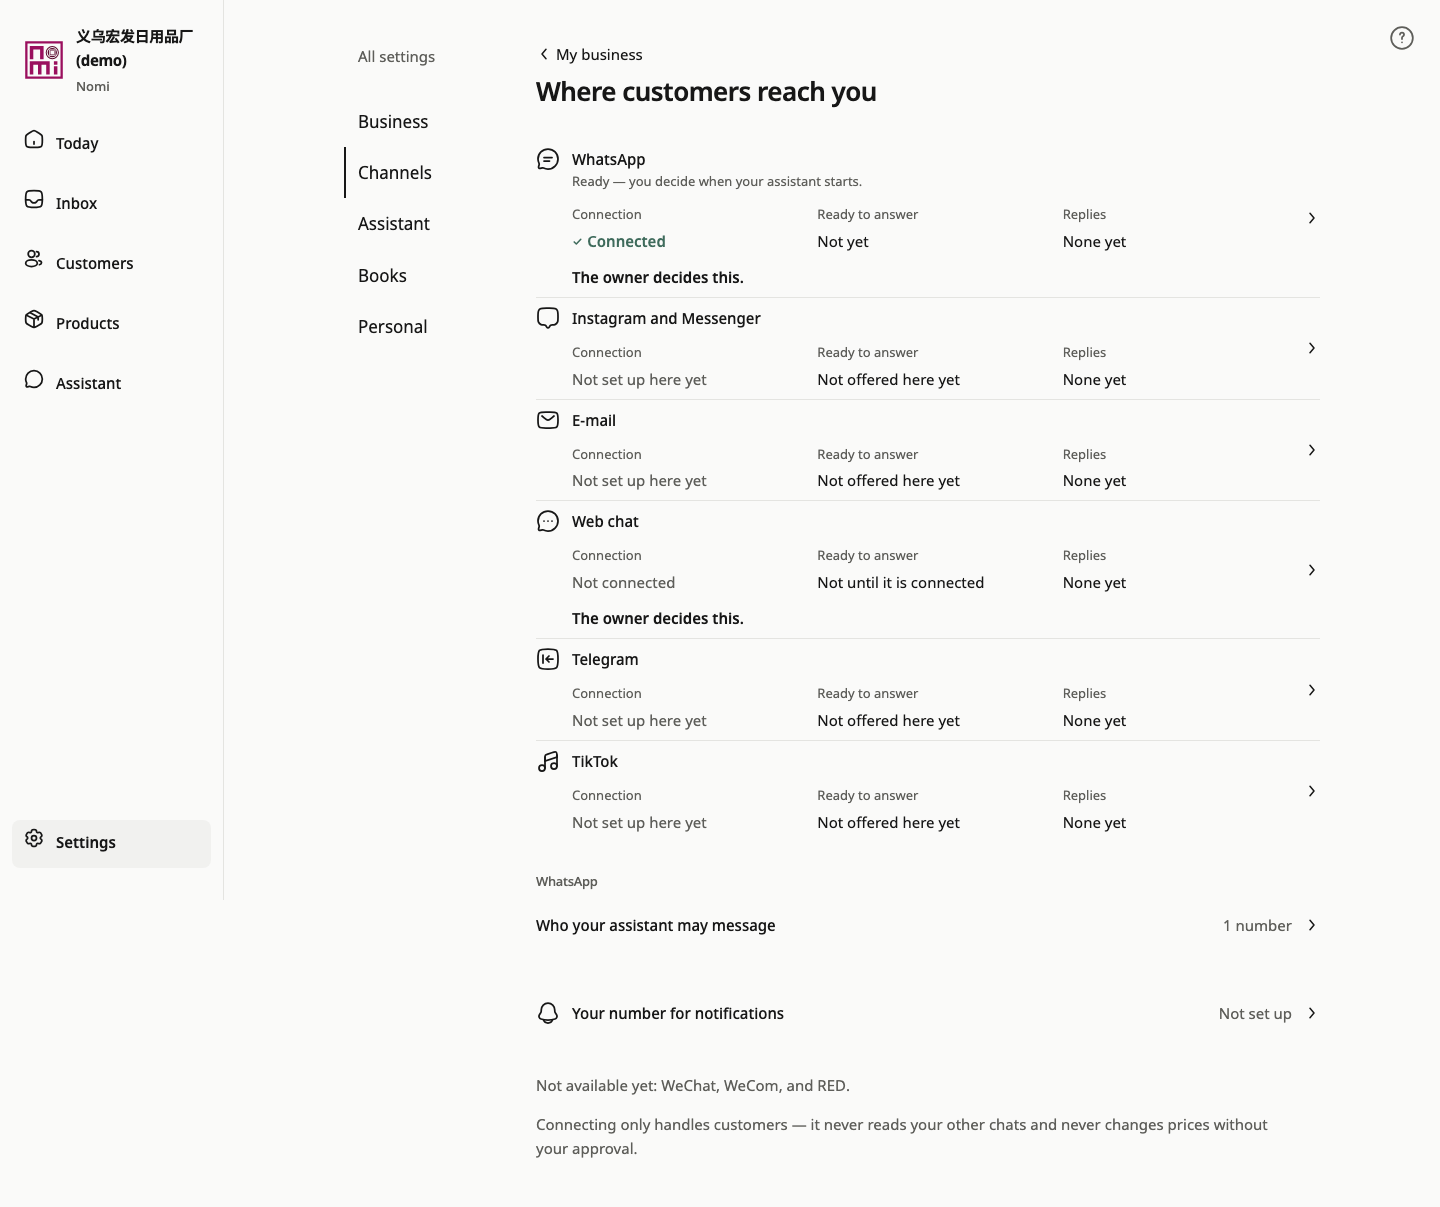 义乌宏发日用品厂
(demo)
Nomi
Today
Inbox
Customers
Products
Assistant
Settings
All settings
Business
Channels
Assistant
Books
Personal
My business
Where customers reach you
WhatsApp
Ready — you decide when your assistant starts.
Connection Ready to answer Replies
Connected Not yet None yet
The owner decides this.
Instagram and Messenger
Connection Ready to answer Replies
Not set up here yet Not offered here yet None yet
E-mail
Connection Ready to answer Replies
Not set up here yet Not offered here yet None yet
Web chat
Connection Ready to answer Replies
Not connected Not until it is connected None yet
The owner decides this.
Telegram
Connection Ready to answer Replies
Not set up here yet Not offered here yet None yet
TikTok
Connection Ready to answer Replies
Not set up here yet Not offered here yet None yet
WhatsApp
Who your assistant may message 1 number
Your number for notifications Not set up
Not available yet: WeChat, WeCom, and RED.
Connecting only handles customers — it never reads your other chats and never changes prices without
your approval.